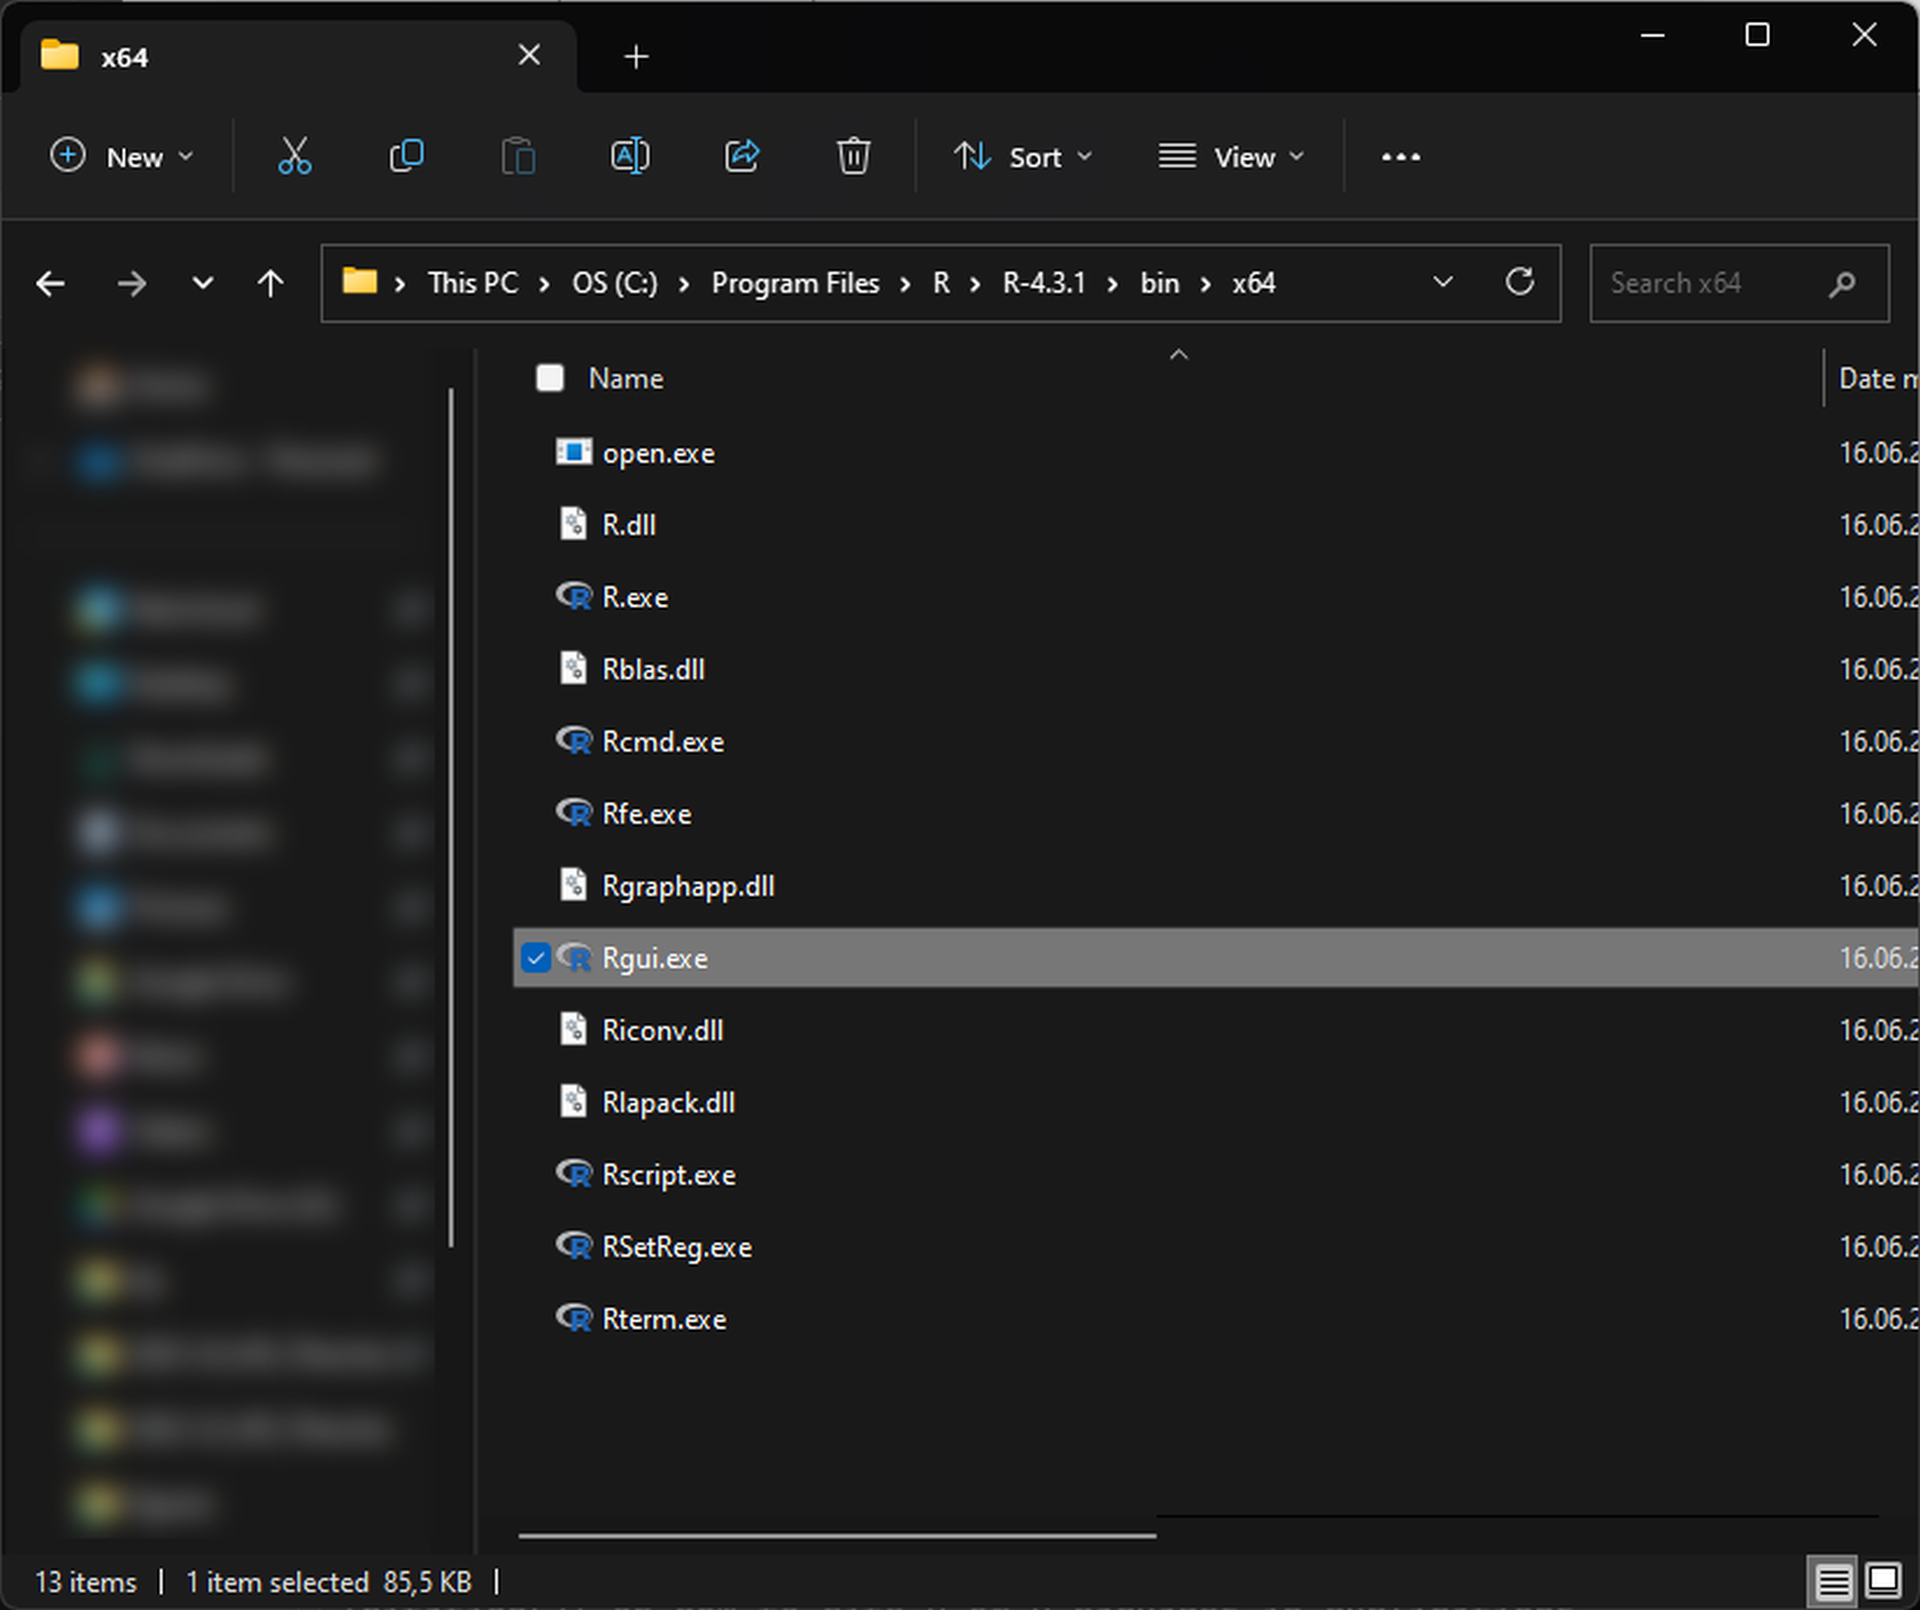 x64
New
Sort
View
This PC
OS (C:)
Program Files
R
R-4.3.1
bin
x64
Search x64
Name
Date m
open.exe
16.06.2
R.dll
16.06.2
R.exe
16.06.2
Rblas.dll
16.06.2
Rcmd.exe
16.06.2
Rfe.exe
16.06.2
Rgraphapp.dll
16.06.2
Rgui.exe
16.06.2
Riconv.dll
16.06.2
Rlapack.dll
16.06.2
Rscript.exe
16.06.2
RSetReg.exe
16.06.2
Rterm.exe
16.06.2
13 items
1 item selected 85,5 KB